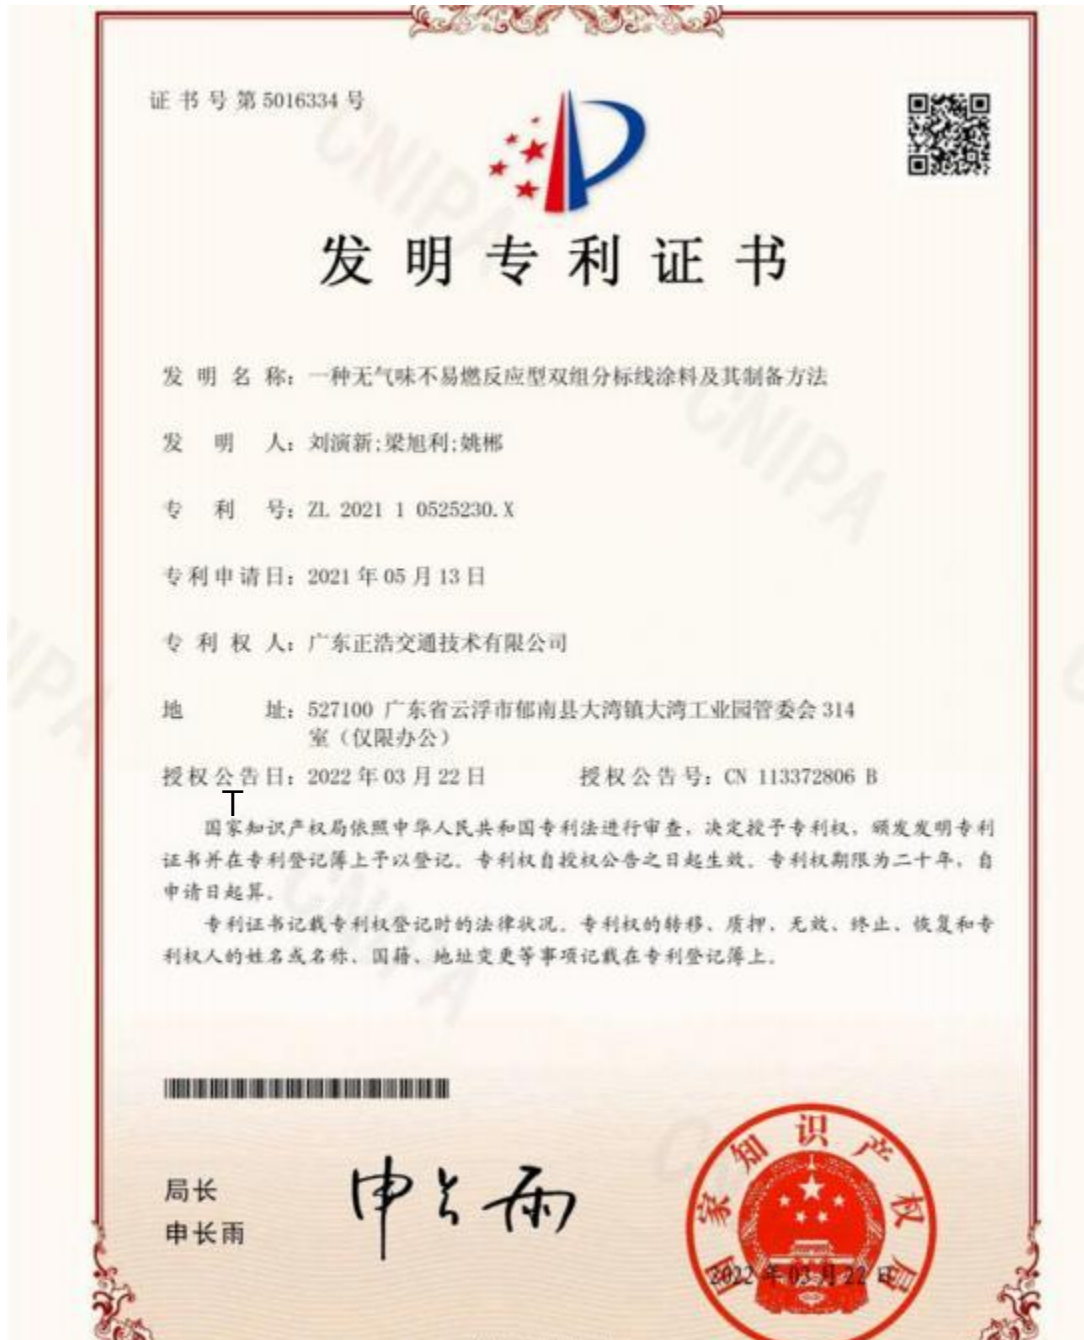 证书号第5016334号
发明专利证书
发明名称：一种无气味不易燃反应型双组分标线涂料及其制备方法
发明人：刘演新;梁旭利;姚郴
专利号：ZL 2021 1 0525230.X
专利申请日：2021年05月13日
专利权人：广东正浩交通技术有限公司
地址：527100 广东省云浮市郁南县大湾镇大湾工业园管委会314
室（仅限办公）
授权公告日：2022年03月22日 授权公告号：CN 113372806 B
国家知识产权局依照中华人民共和国专利法进行审查，决定授予专利权，颁发发明专利
证书并在专利登记簿上予以登记。专利权自授权公告之日起生效。专利权期限为二十年，自
申请日起算。
专利证书记载专利权登记时的法律状况。专利权的转移、质押、无效、终止、恢复和专
利权人的姓名或名称、国籍、地址变更等事项记载在专利登记簿上。
局长
申长雨
申长雨
国家知识产权局
2022年03月22日
CNIPA
CNIPA
CNIPA